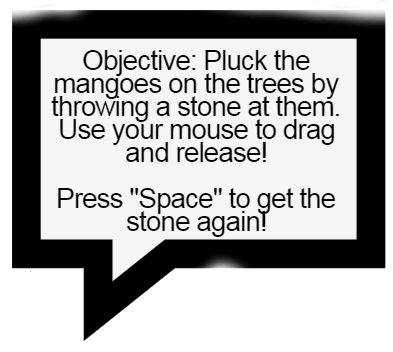 Objective: Pluck the
mangoes on the trees by
throwing a stone at them.
Use your mouse to drag
and release!
Press "Space" to get the
stone again!